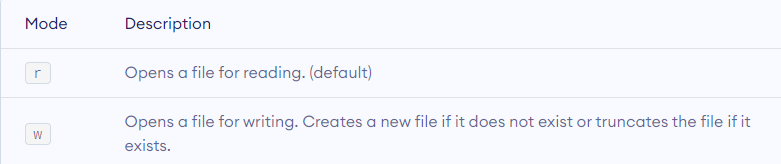 Mode Description
r Opens a file for reading. (default)
w Opens a file for writing. Creates a new file if it does not exist or truncates the file if it
exists.